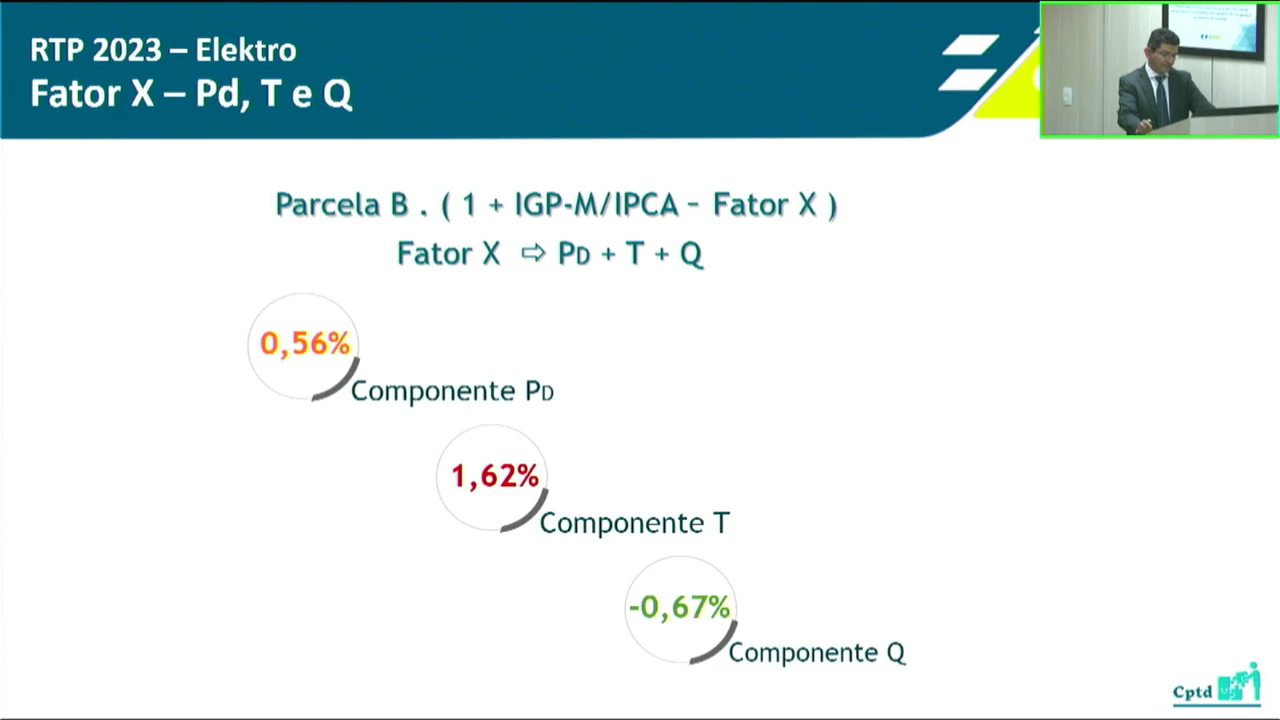 RTP 2023 – Elektro
Fator X – Pd, T e Q
Parcela B . ( 1 + IGP-M/IPCA – Fator X )
Fator X ⇨ PD + T + Q
0,56%
Componente PD
1,62%
Componente T
-0,67%
Componente Q
Cptd